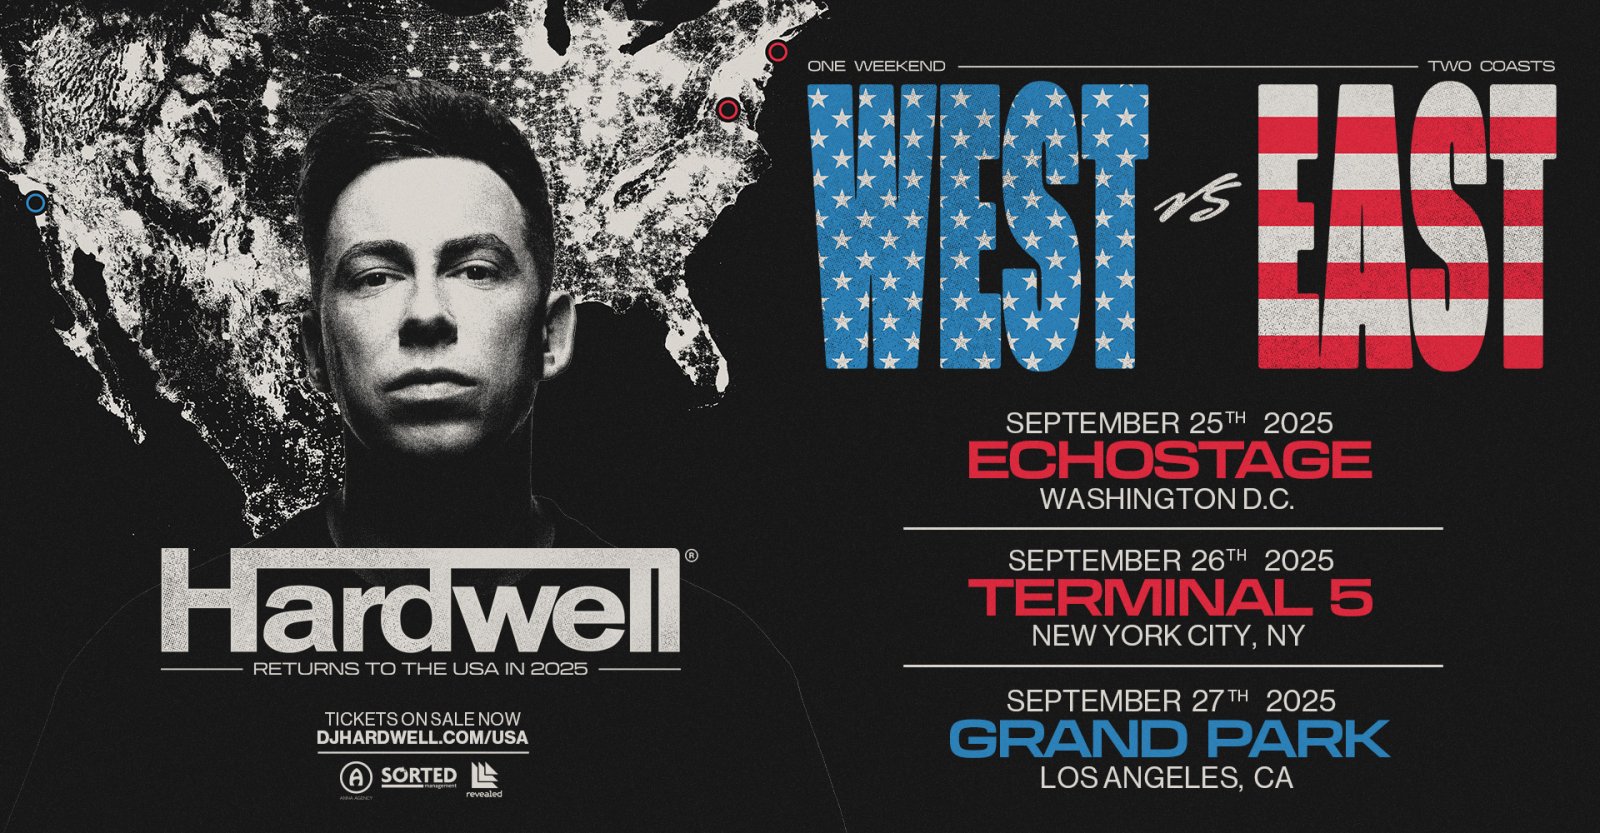 ONE WEEKEND TWO COASTS
WEST vs EAST
SEPTEMBER 25TH 2025
ECHOSTAGE
WASHINGTON D.C.
SEPTEMBER 26TH 2025
TERMINAL 5
NEW YORK CITY, NY
SEPTEMBER 27TH 2025
GRAND PARK
LOS ANGELES, CA
Hardwell®
RETURNS TO THE USA IN 2025
TICKETS ON SALE NOW
DJHARDWELL.COM/USA
A
ANNA AGENCY
SORTED
management
revealed